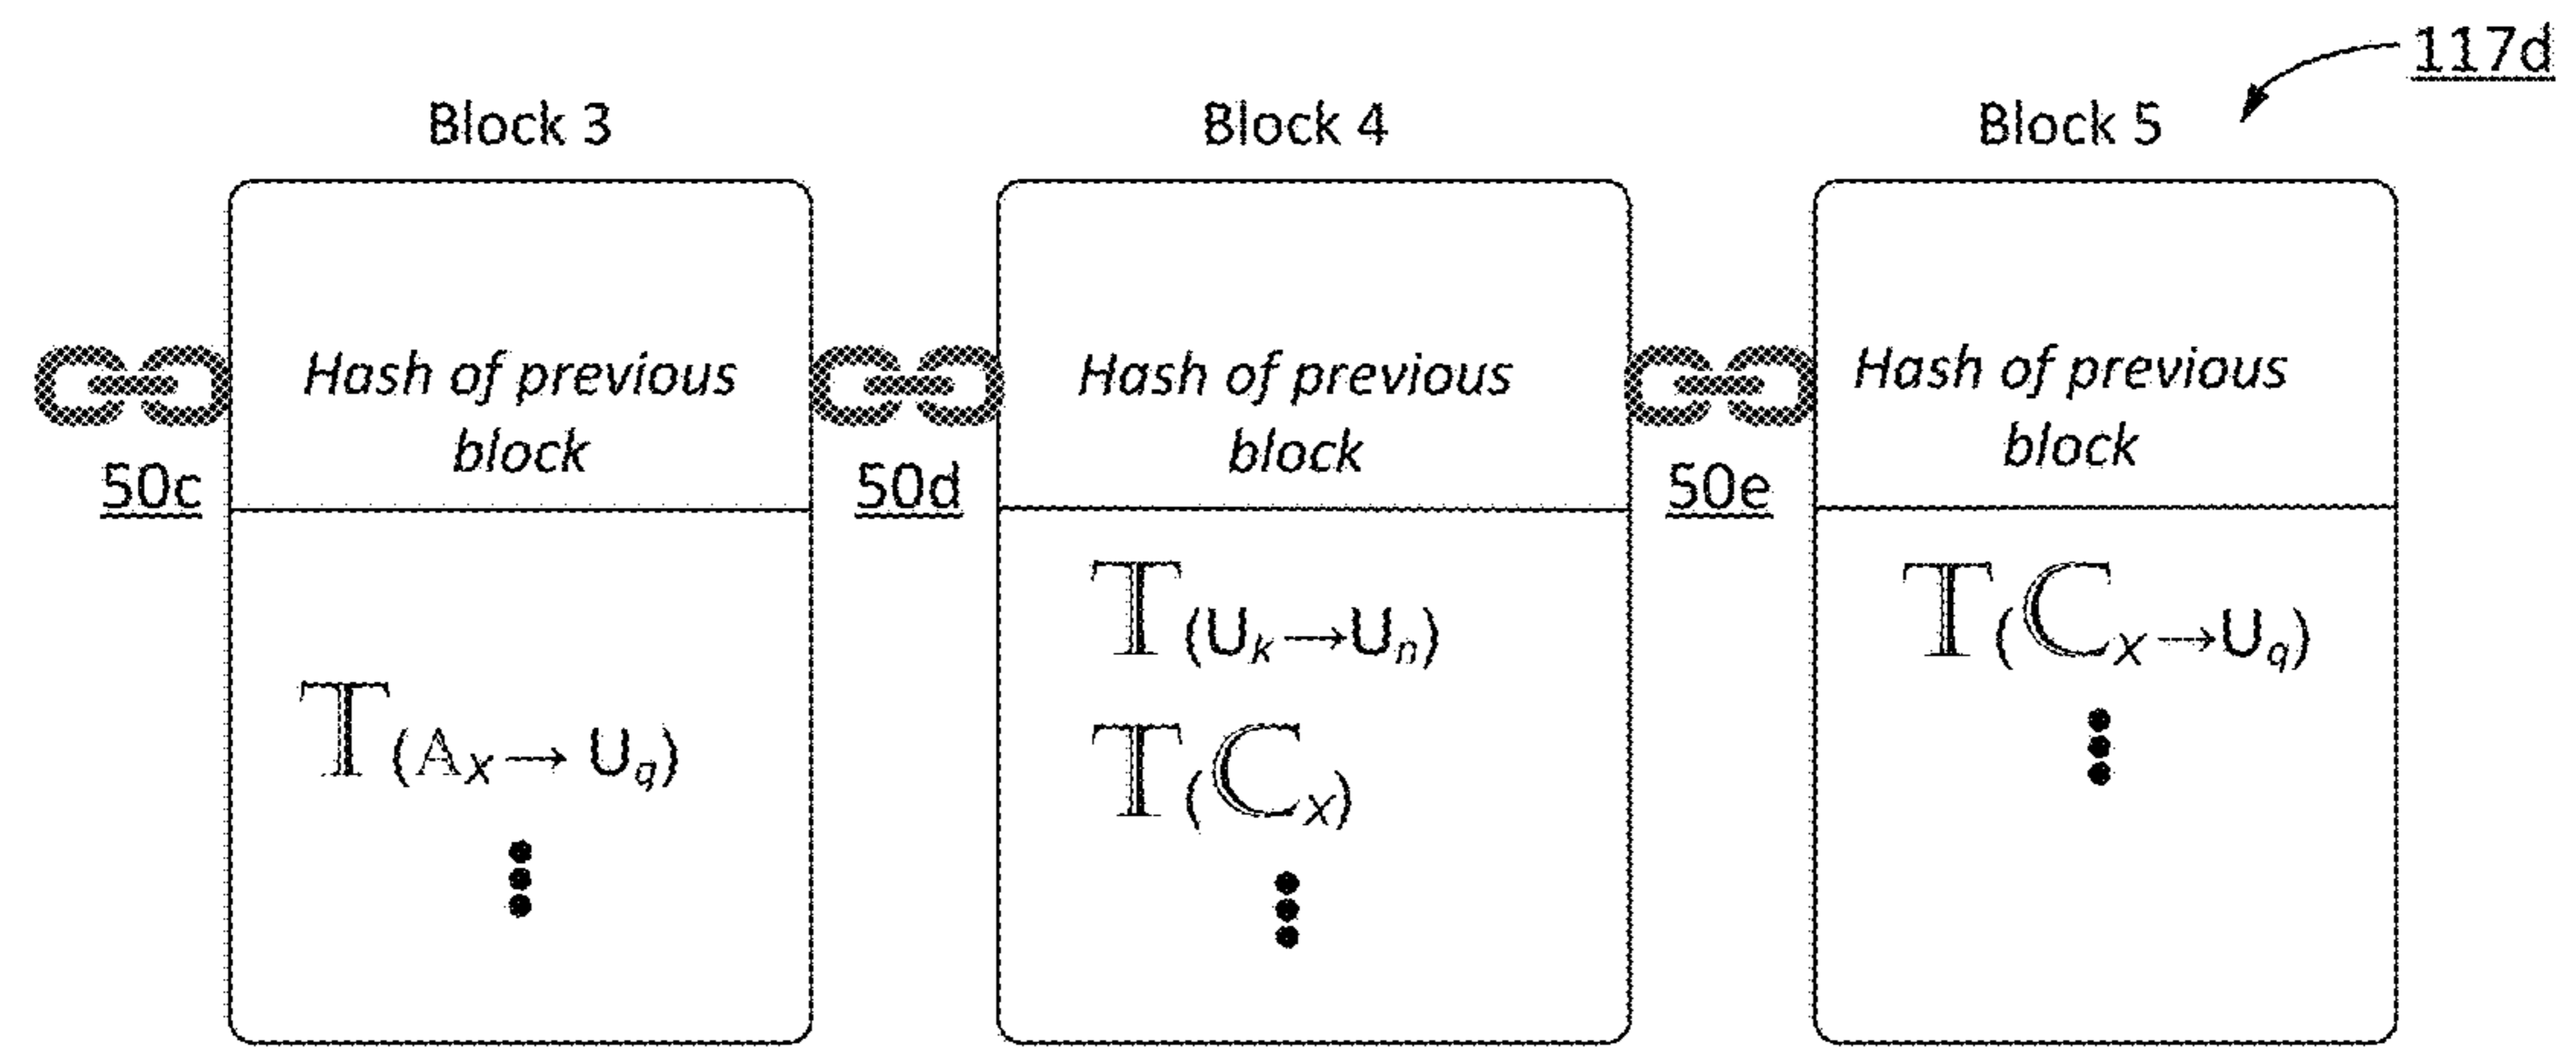 117d
Block 3
Block 4
Block 5
Hash of previous
block
Hash of previous
block
Hash of previous
block
50c
50d
50e
𝕋(𝔸x→ Uq)
𝕋(Uk→Un)
𝕋(ℂx)
𝕋(ℂx→Uq)